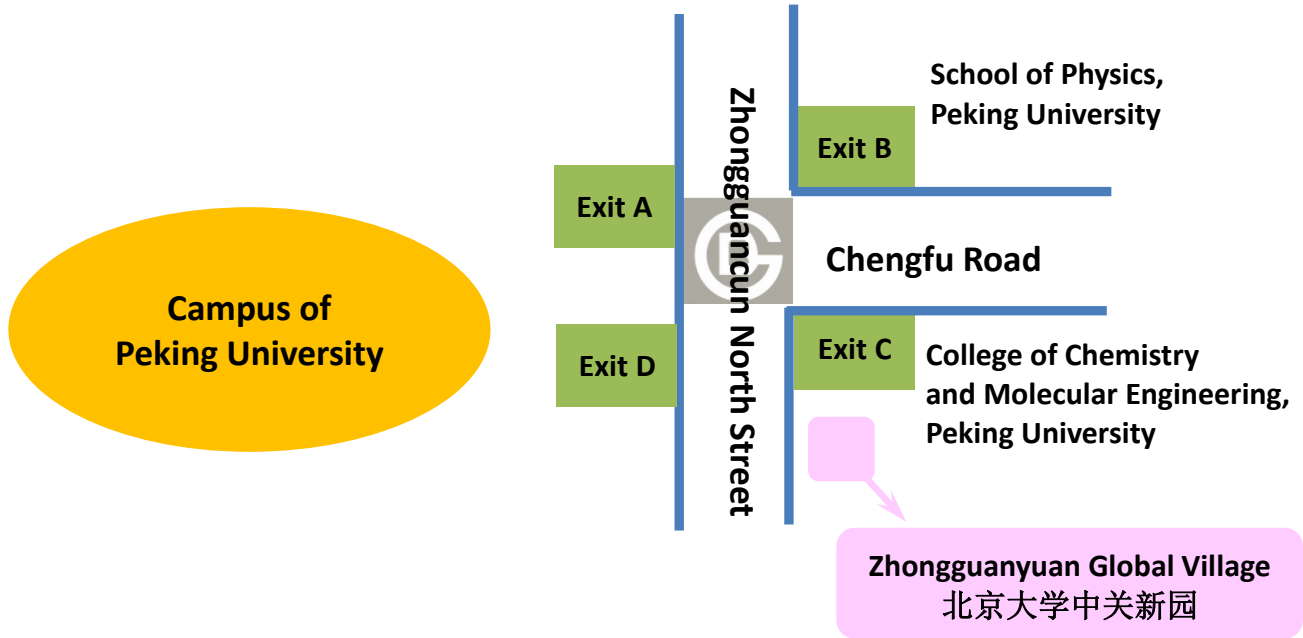 School of Physics,
Peking University
Zhongguancun North Street
Exit B
Exit A
Chengfu Road
Campus of
Peking University
Exit D
Exit C
College of Chemistry
and Molecular Engineering,
Peking University
Zhongguanyuan Global Village
北京大学中关新园